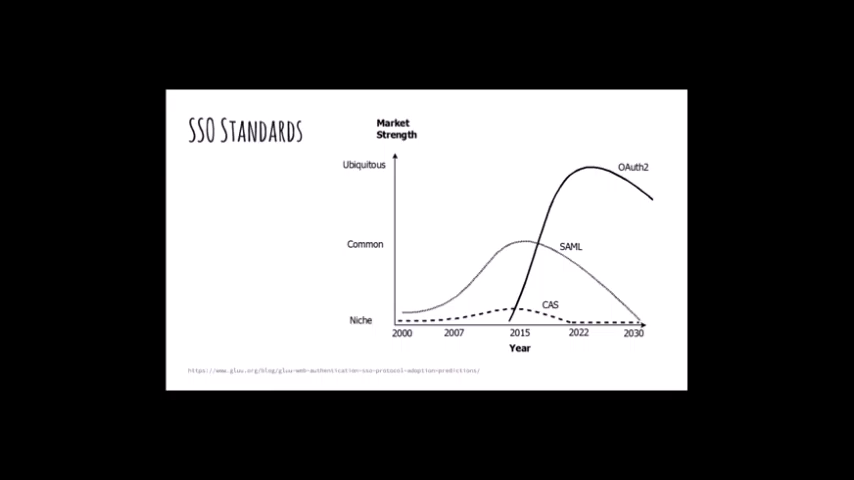 SSO STANDARDS
Market
Strength
Ubiquitous
OAuth2
Common
SAML
CAS
Niche
2000 2007 2015 2022 2030
Year
https://www.gluu.org/blog/gluu-web-authentication-sso-protocol-adoption-predictions/